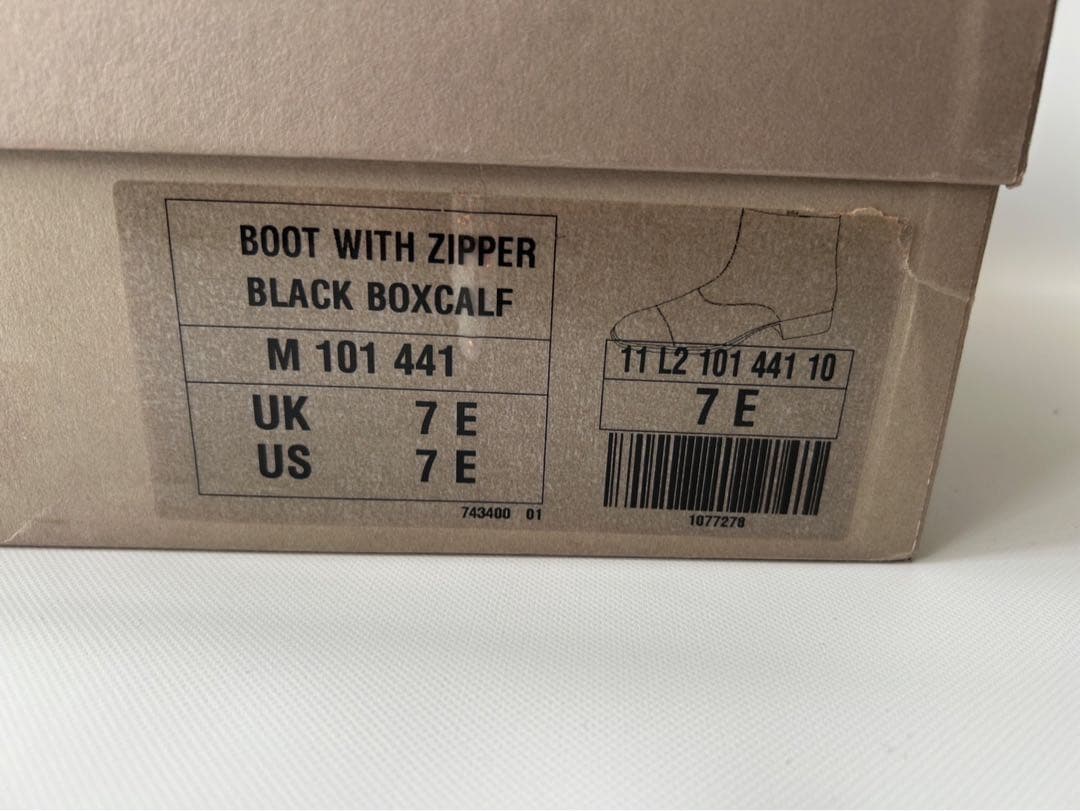 BOOT WITH ZIPPER
BLACK BOXCALF
M 101 441
UK 7 E
US 7 E
743400 01
11 L2 101 441 10
7 E
1077278